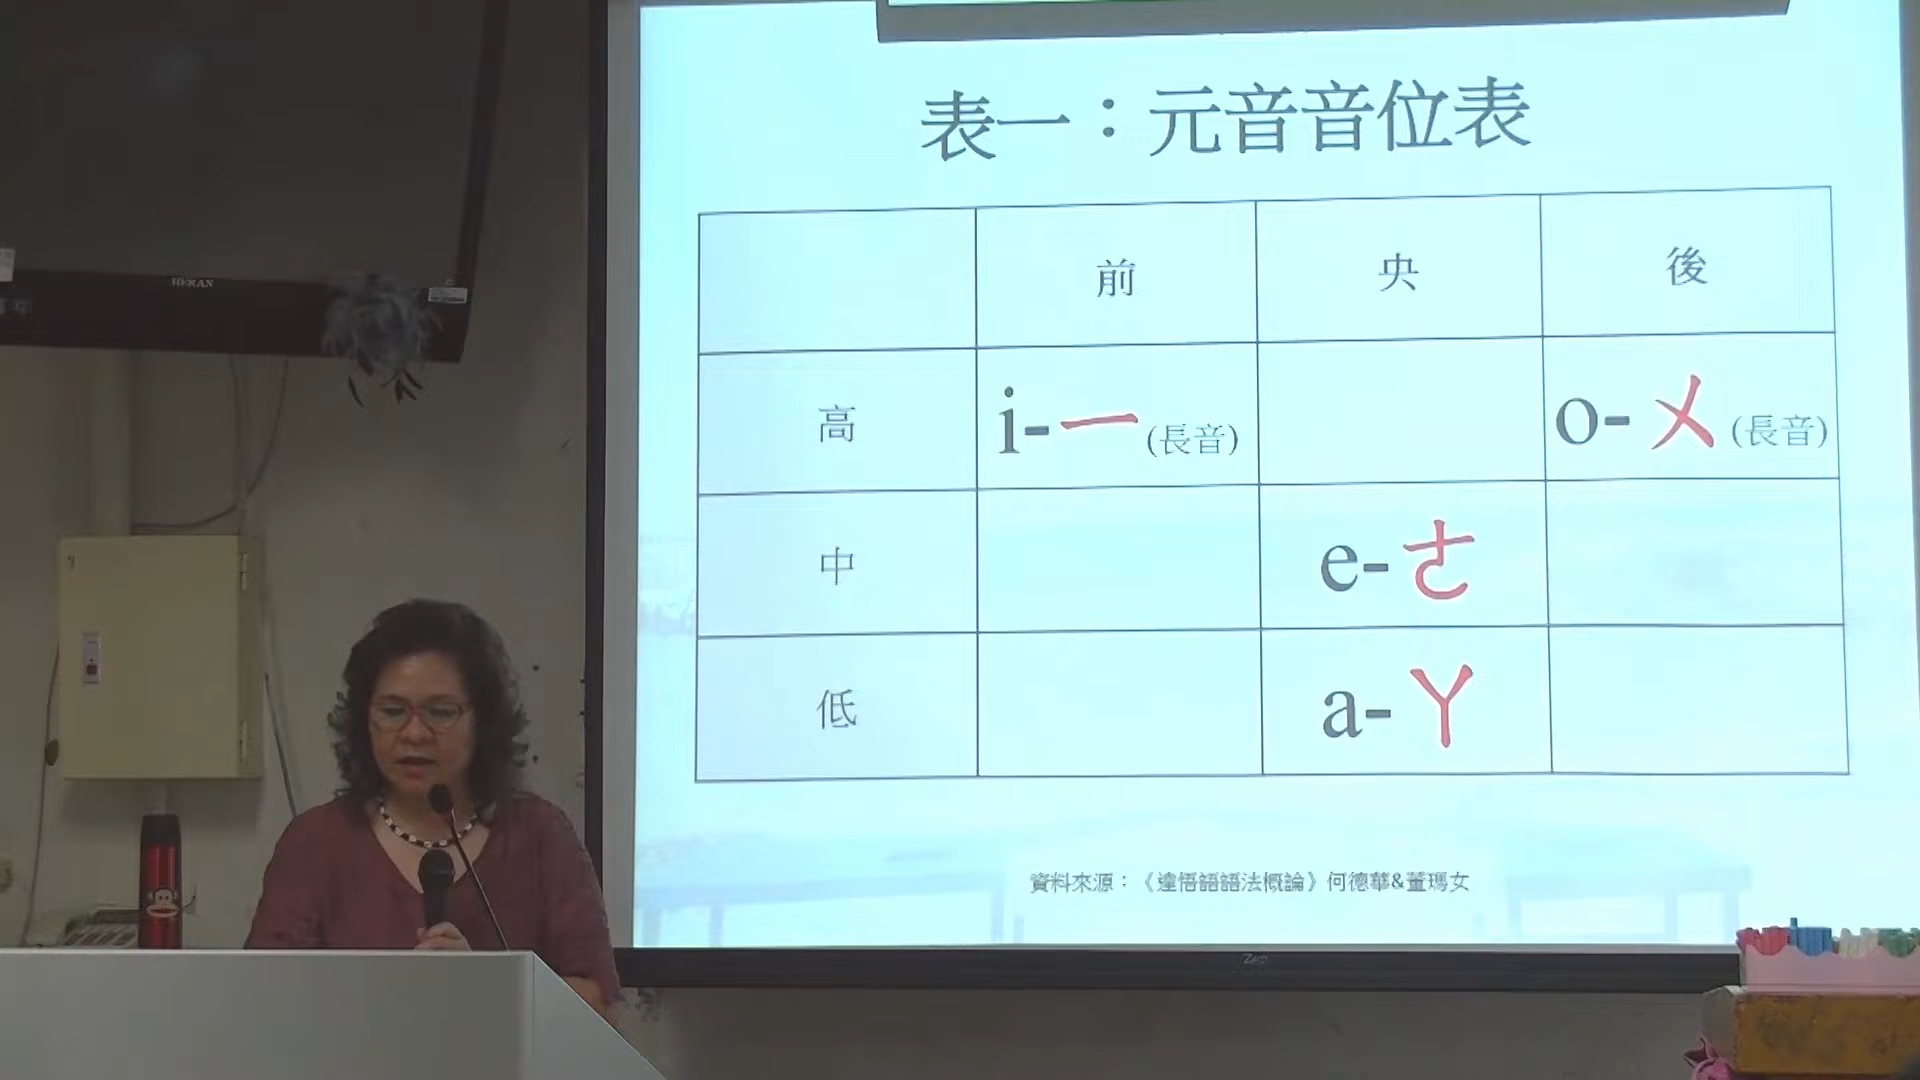 表一：元音音位表
前 央 後
高 i-ㄧ(長音) o-ㄨ(長音)
中 e-ㄜ
低 a-ㄚ
資料來源：《達悟語語法概論》何德華&董瑪女
HERAN